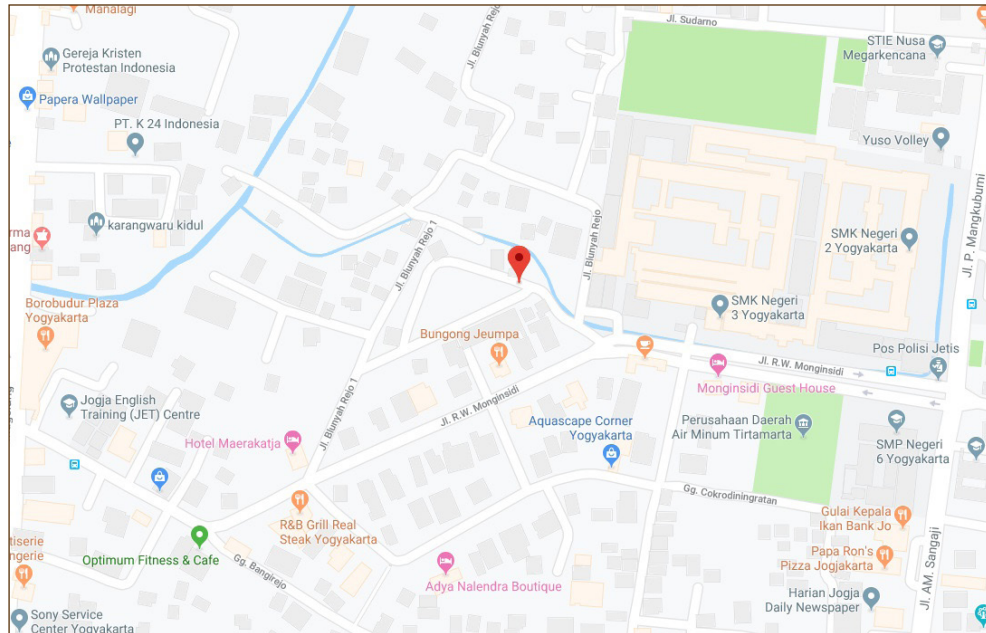 Manalagi
Gereja Kristen
Protestan Indonesia
Papera Wallpaper
PT. K 24 Indonesia
karangwaru kidul
Borobudur Plaza
Yogyakarta
Jogja English
Training (JET) Centre
Hotel Maerakatja
R&B Grill Real
Steak Yogyakarta
Optimum Fitness & Cafe
Gg. Bangirejo
Sony Service
Center Yogyakarta
Adya Nalendra Boutique
Jl. Blunyah Rejo
Jl. Blunyah Rejo 1
Jl. Blunyah Rejo 1
Bungong Jeumpa
Jl. R.W. Monginsidi
Aquascape Corner
Yogyakarta
Jl. Blunyah Rejo
Jl. Sudarno
STIE Nusa
Megarkencana
Yuso Volley
SMK Negeri
2 Yogyakarta
SMK Negeri
3 Yogyakarta
Jl. P. Mangkubumi
Pos Polisi Jetis
Jl. R.W. Monginsidi
Monginsidi Guest House
Perusahaan Daerah
Air Minum Tirtamarta
SMP Negeri
6 Yogyakarta
Gg. Cokrodiningratan
Gulai Kepala
Ikan Bank Jo
Papa Ron's
Pizza Jogjakarta
Harian Jogja
Daily Newspaper
Jl. AM. Sangaji